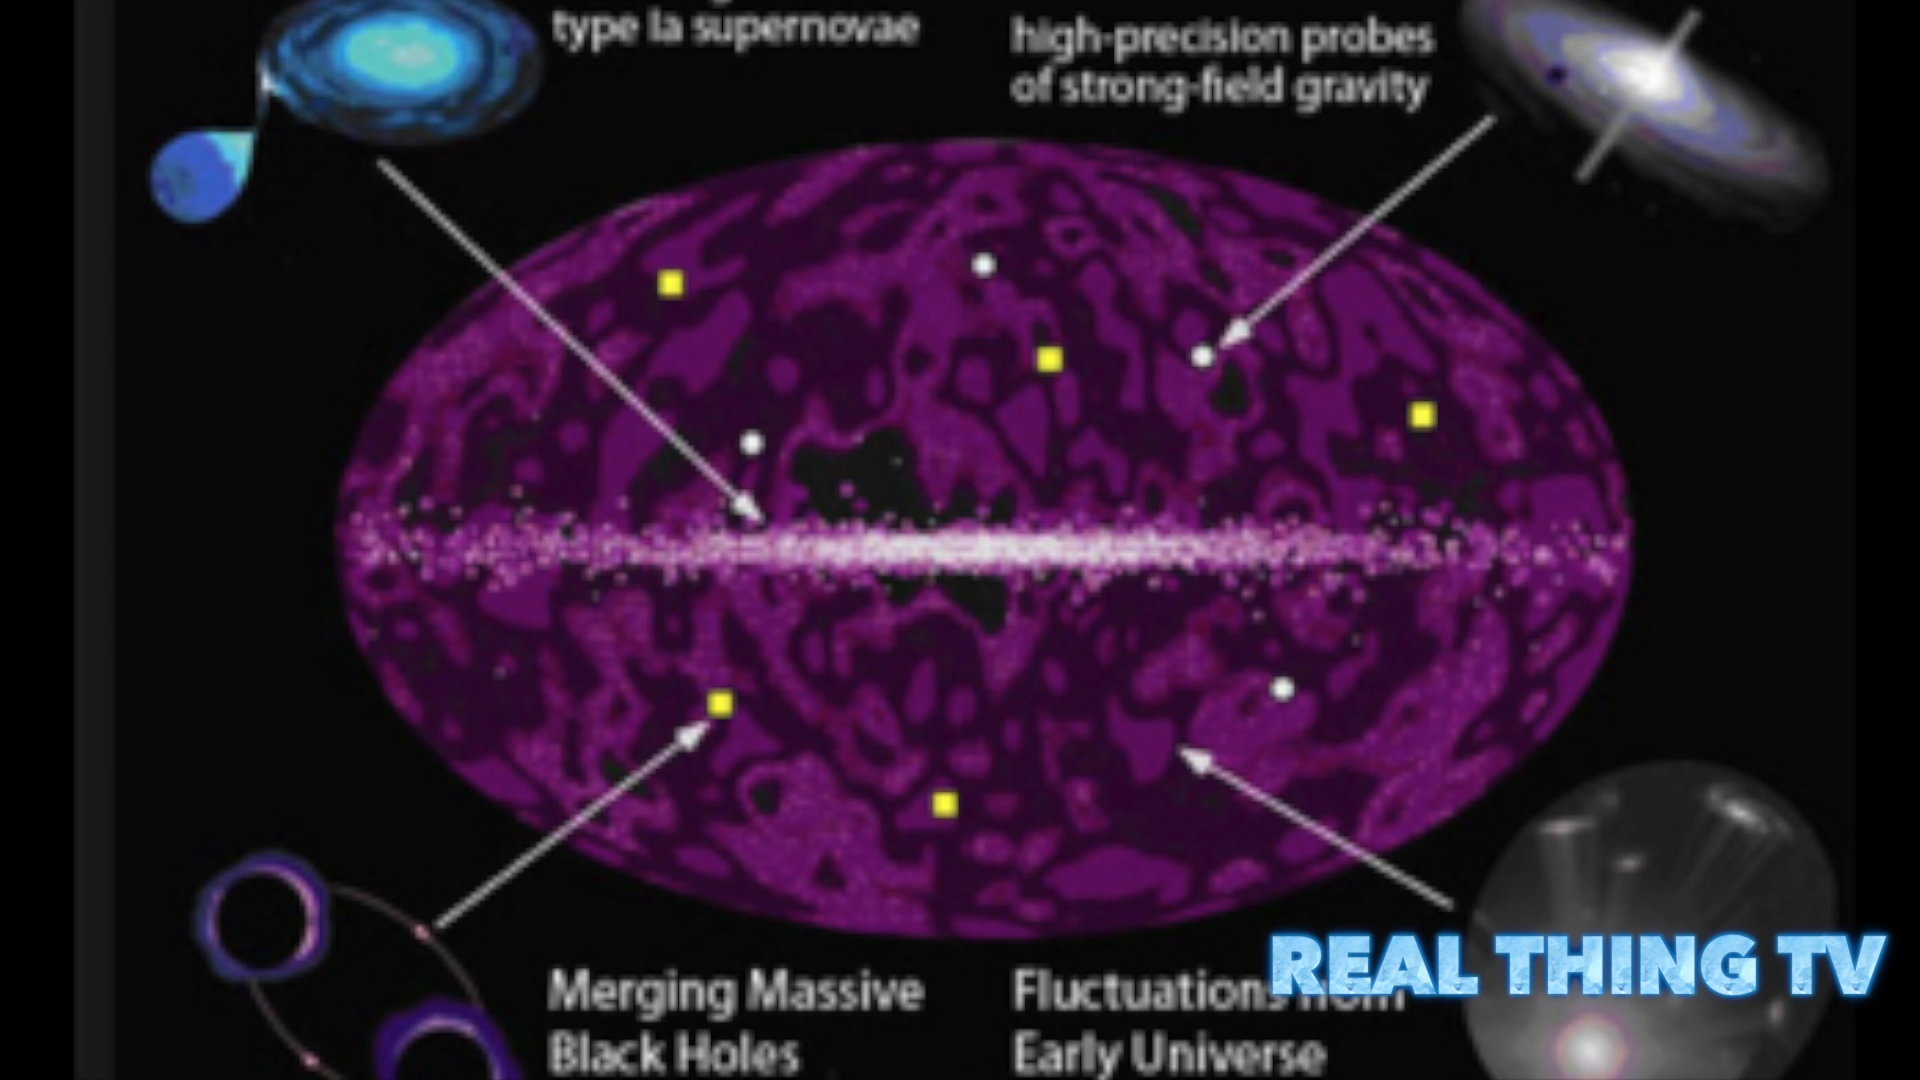 type Ia supernovae
high-precision probes
of strong-field gravity
Merging Massive
Black Holes
Fluctuations from
Early Universe
REAL THING TV